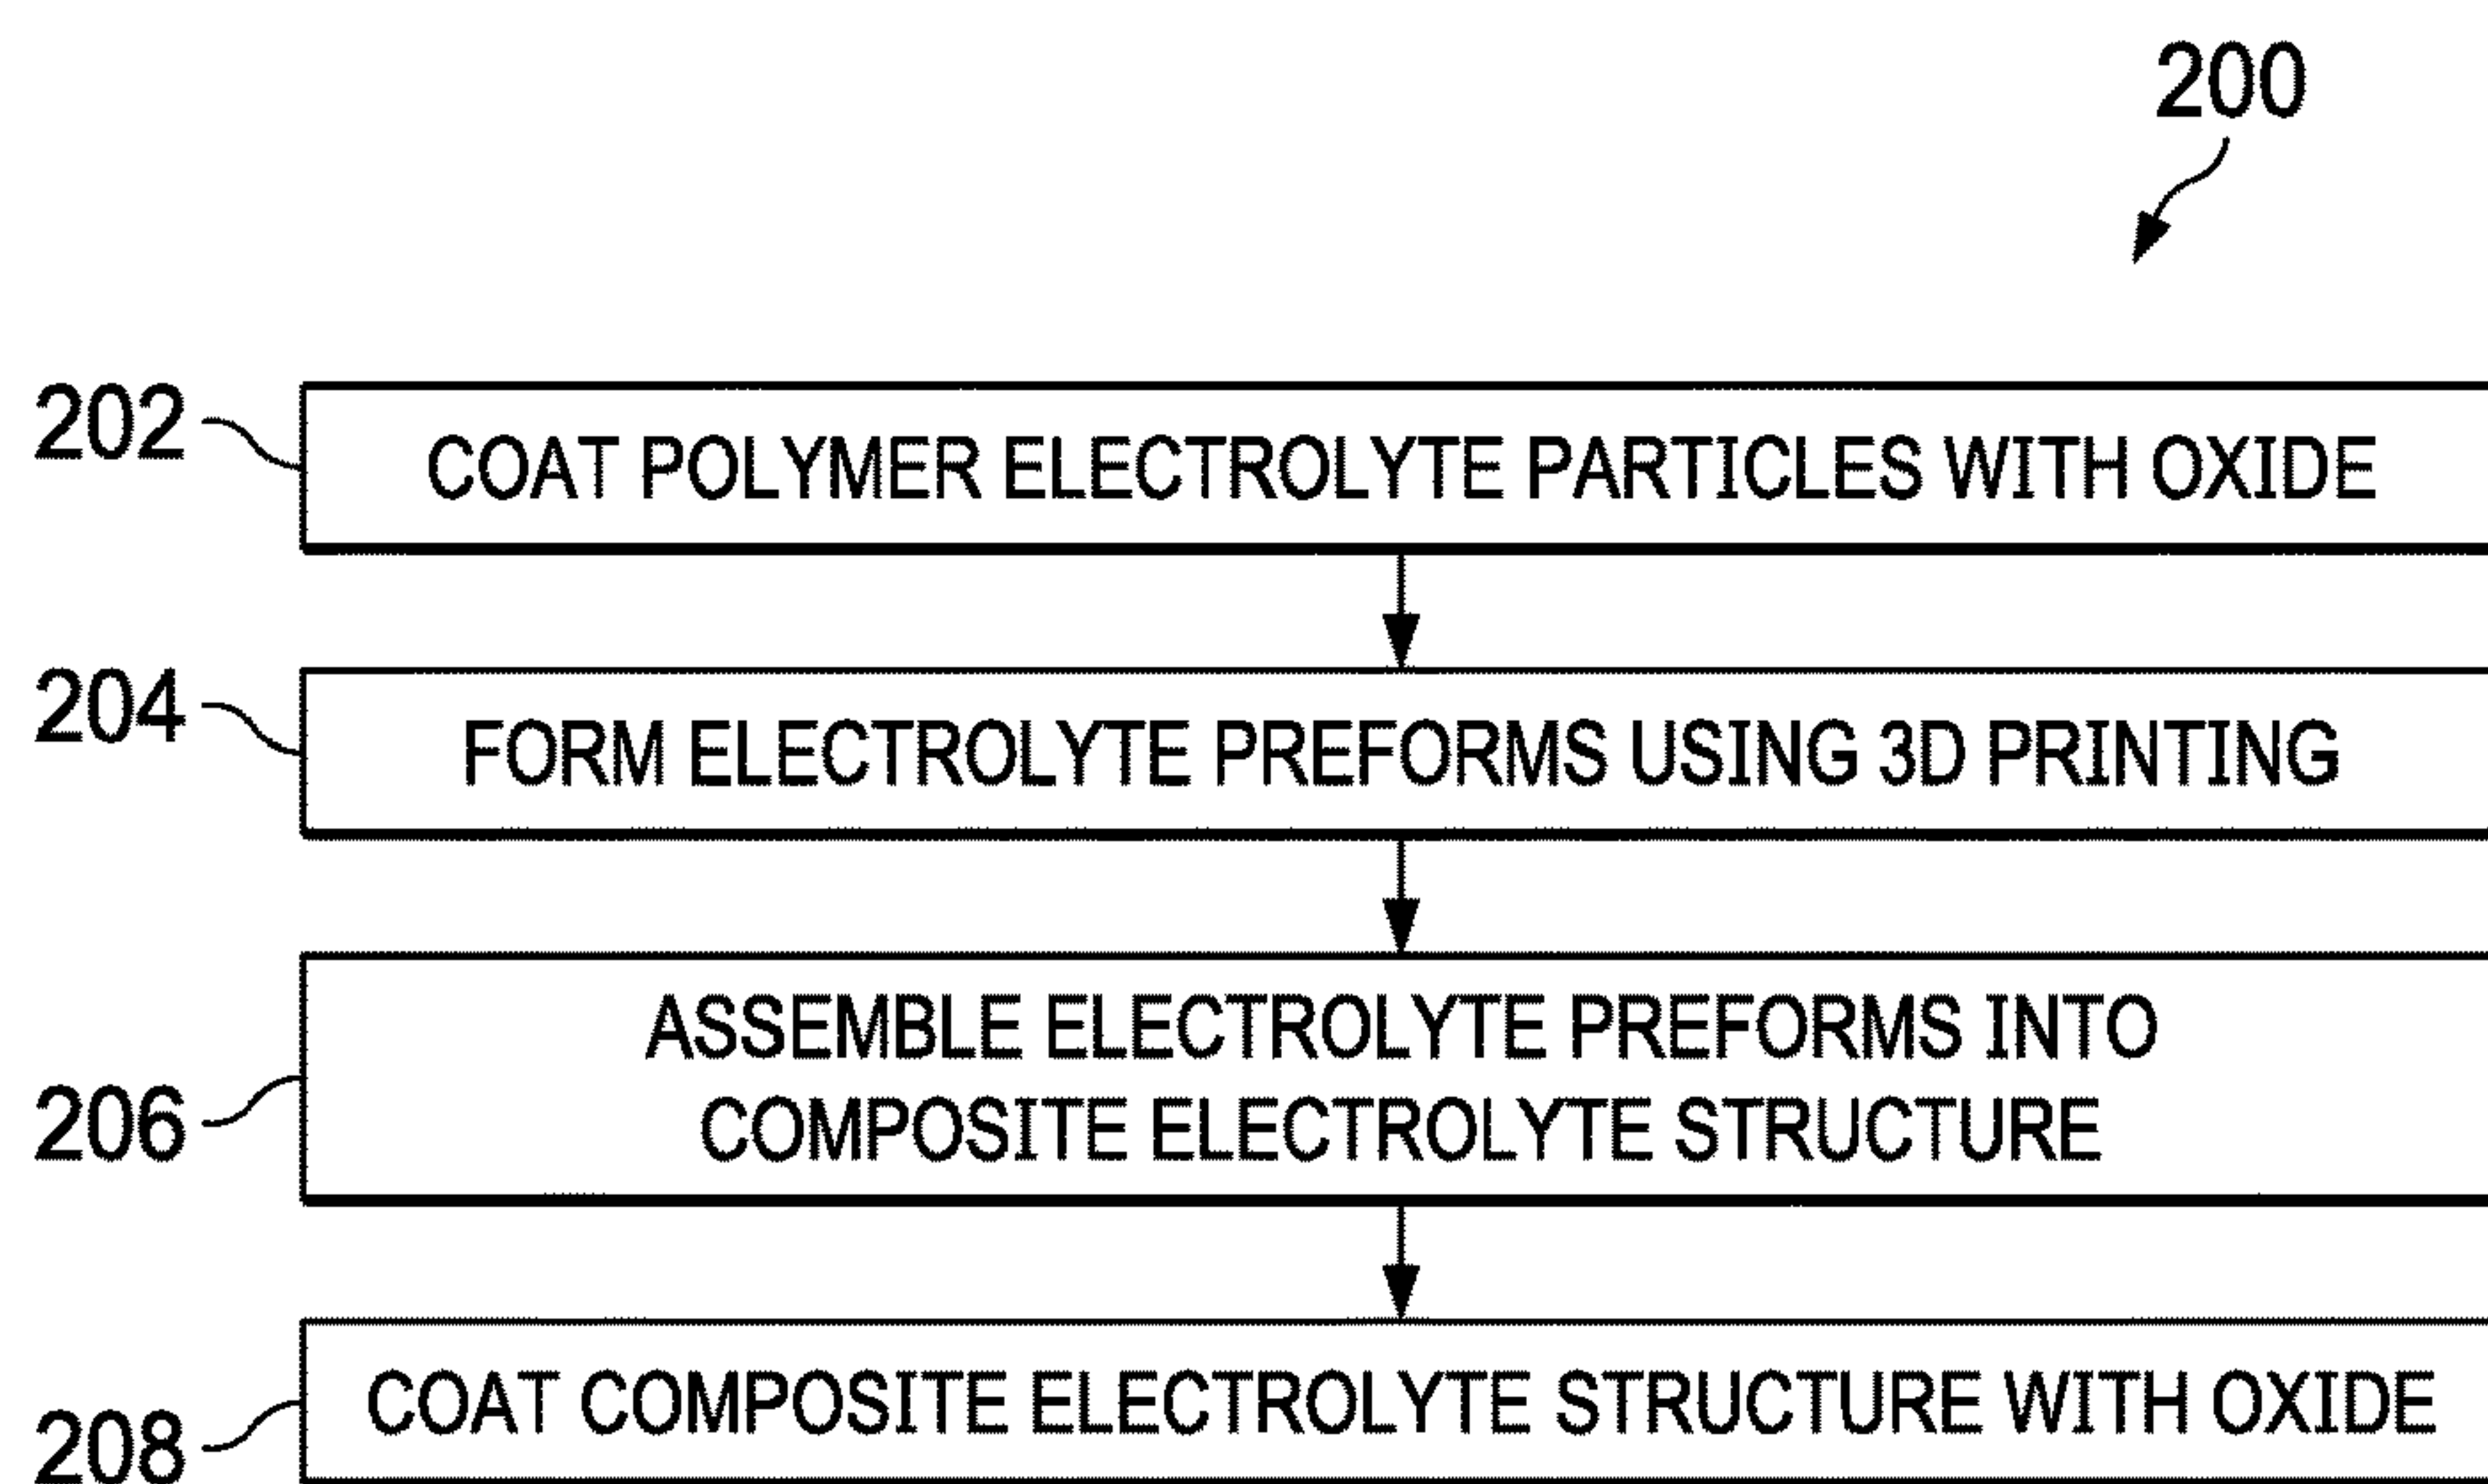 200
202
COAT POLYMER ELECTROLYTE PARTICLES WITH OXIDE
204
FORM ELECTROLYTE PREFORMS USING 3D PRINTING
ASSEMBLE ELECTROLYTE PREFORMS INTO
206
COMPOSITE ELECTROLYTE STRUCTURE
208
COAT COMPOSITE ELECTROLYTE STRUCTURE WITH OXIDE